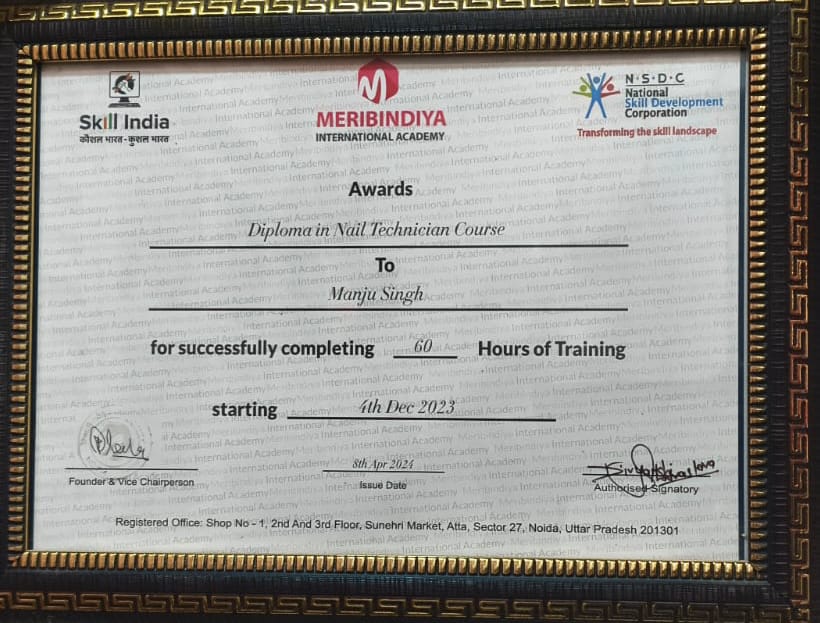 Skill India
कौशल भारत-कुशल भारत
MERIBINDIYA
INTERNATIONAL ACADEMY
N·S·D·C
National
Skill Development
Corporation
Transforming the skill landscape
Awards
Diploma in Nail Technician Course
To
Manju Singh
for successfully completing 60 Hours of Training
starting 4th Dec 2023
Founder & Vice Chairperson
8th Apr 2024
Issue Date
Authorised Signatory
Registered Office: Shop No - 1, 2nd And 3rd Floor, Sunehri Market, Atta, Sector 27, Noida, Uttar Pradesh 201301